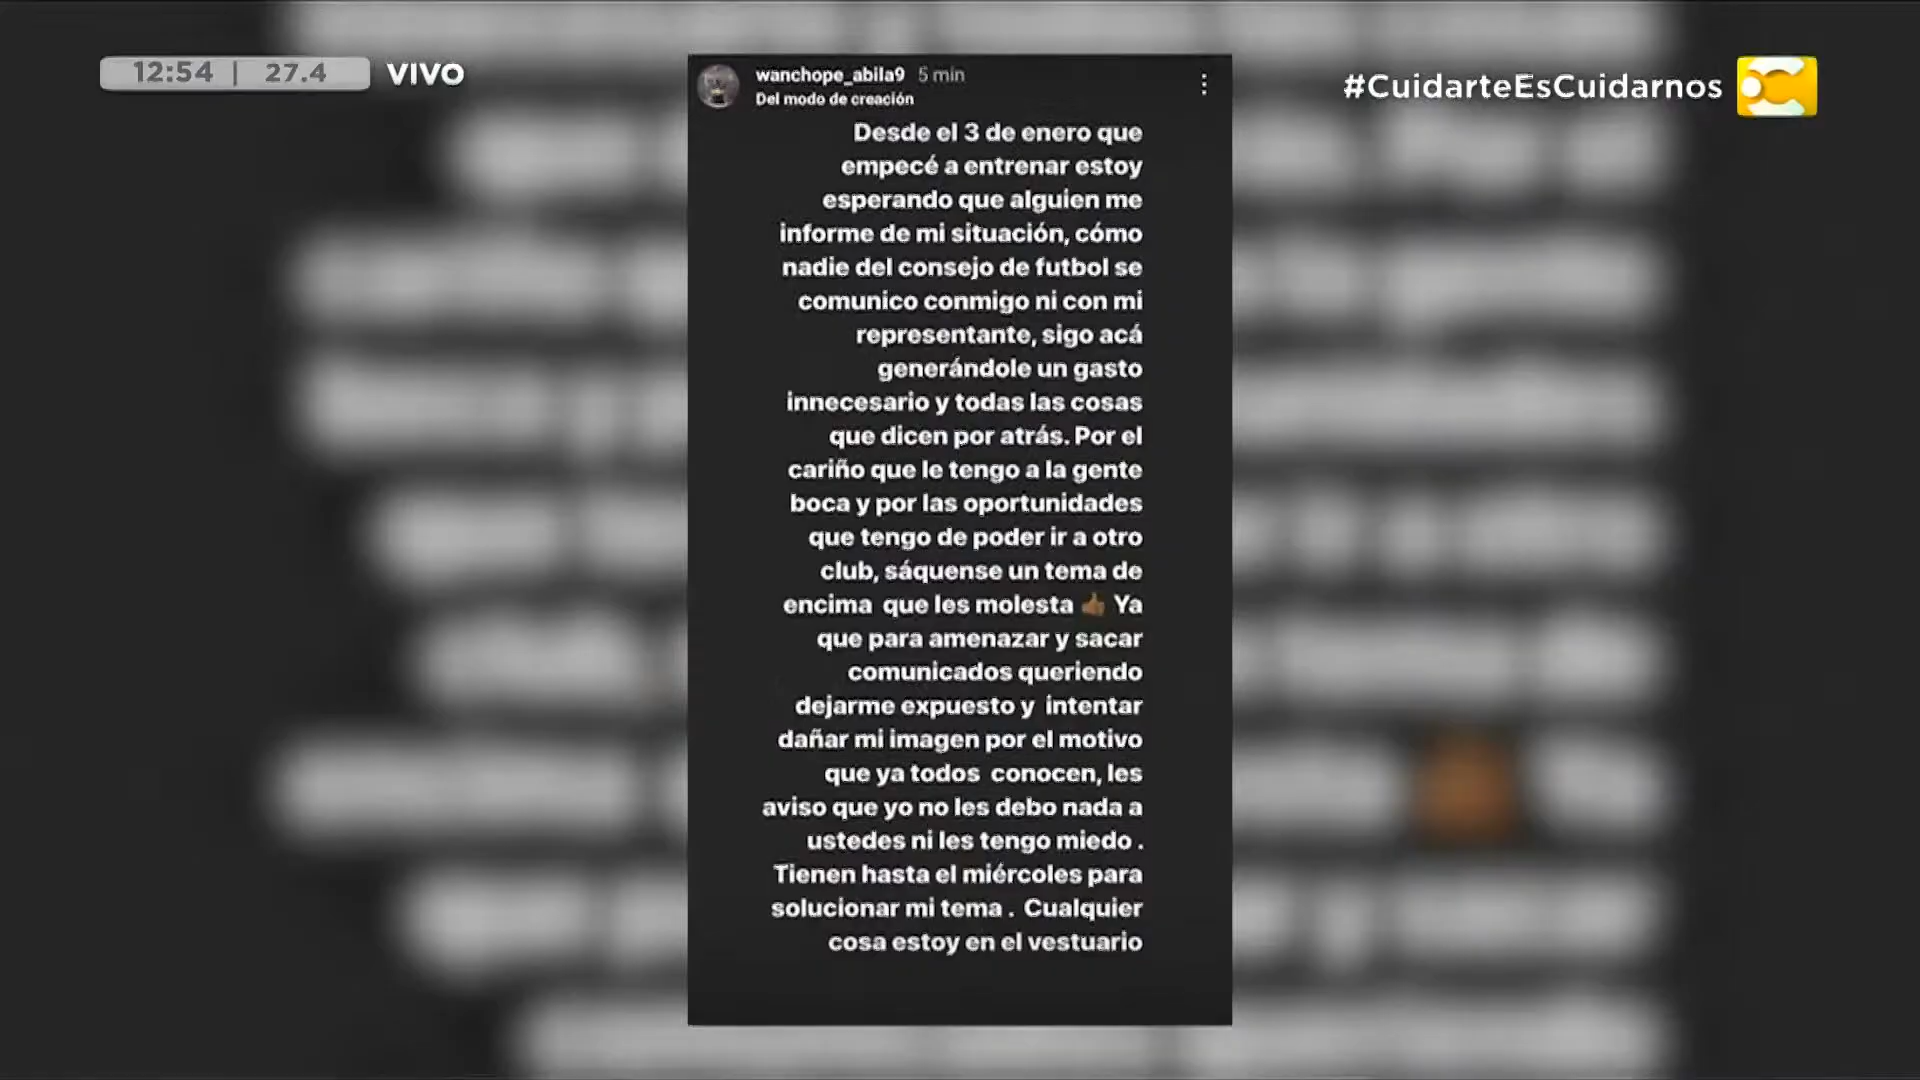 12:54 | 27.4 VIVO
#CuidarteEsCuidarnos
wanchope_abila9 5 min
Del modo de creación
Desde el 3 de enero que
empecé a entrenar estoy
esperando que alguien me
informe de mi situación, cómo
nadie del consejo de futbol se
comunico conmigo ni con mi
representante, sigo acá
generándole un gasto
innecesario y todas las cosas
que dicen por atrás. Por el
cariño que le tengo a la gente
boca y por las oportunidades
que tengo de poder ir a otro
club, sáquense un tema de
encima que les molesta 👍🏾 Ya
que para amenazar y sacar
comunicados queriendo
dejarme expuesto y intentar
dañar mi imagen por el motivo
que ya todos conocen, les
aviso que yo no les debo nada a
ustedes ni les tengo miedo .
Tienen hasta el miércoles para
solucionar mi tema . Cualquier
cosa estoy en el vestuario